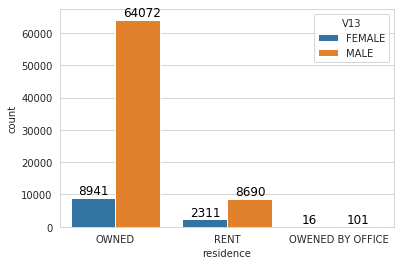 64072
V13
FEMALE
MALE
60000
50000
40000
30000
20000
10000
0
count
8941
2311
8690
16
101
OWNED
RENT
OWENED BY OFFICE
residence